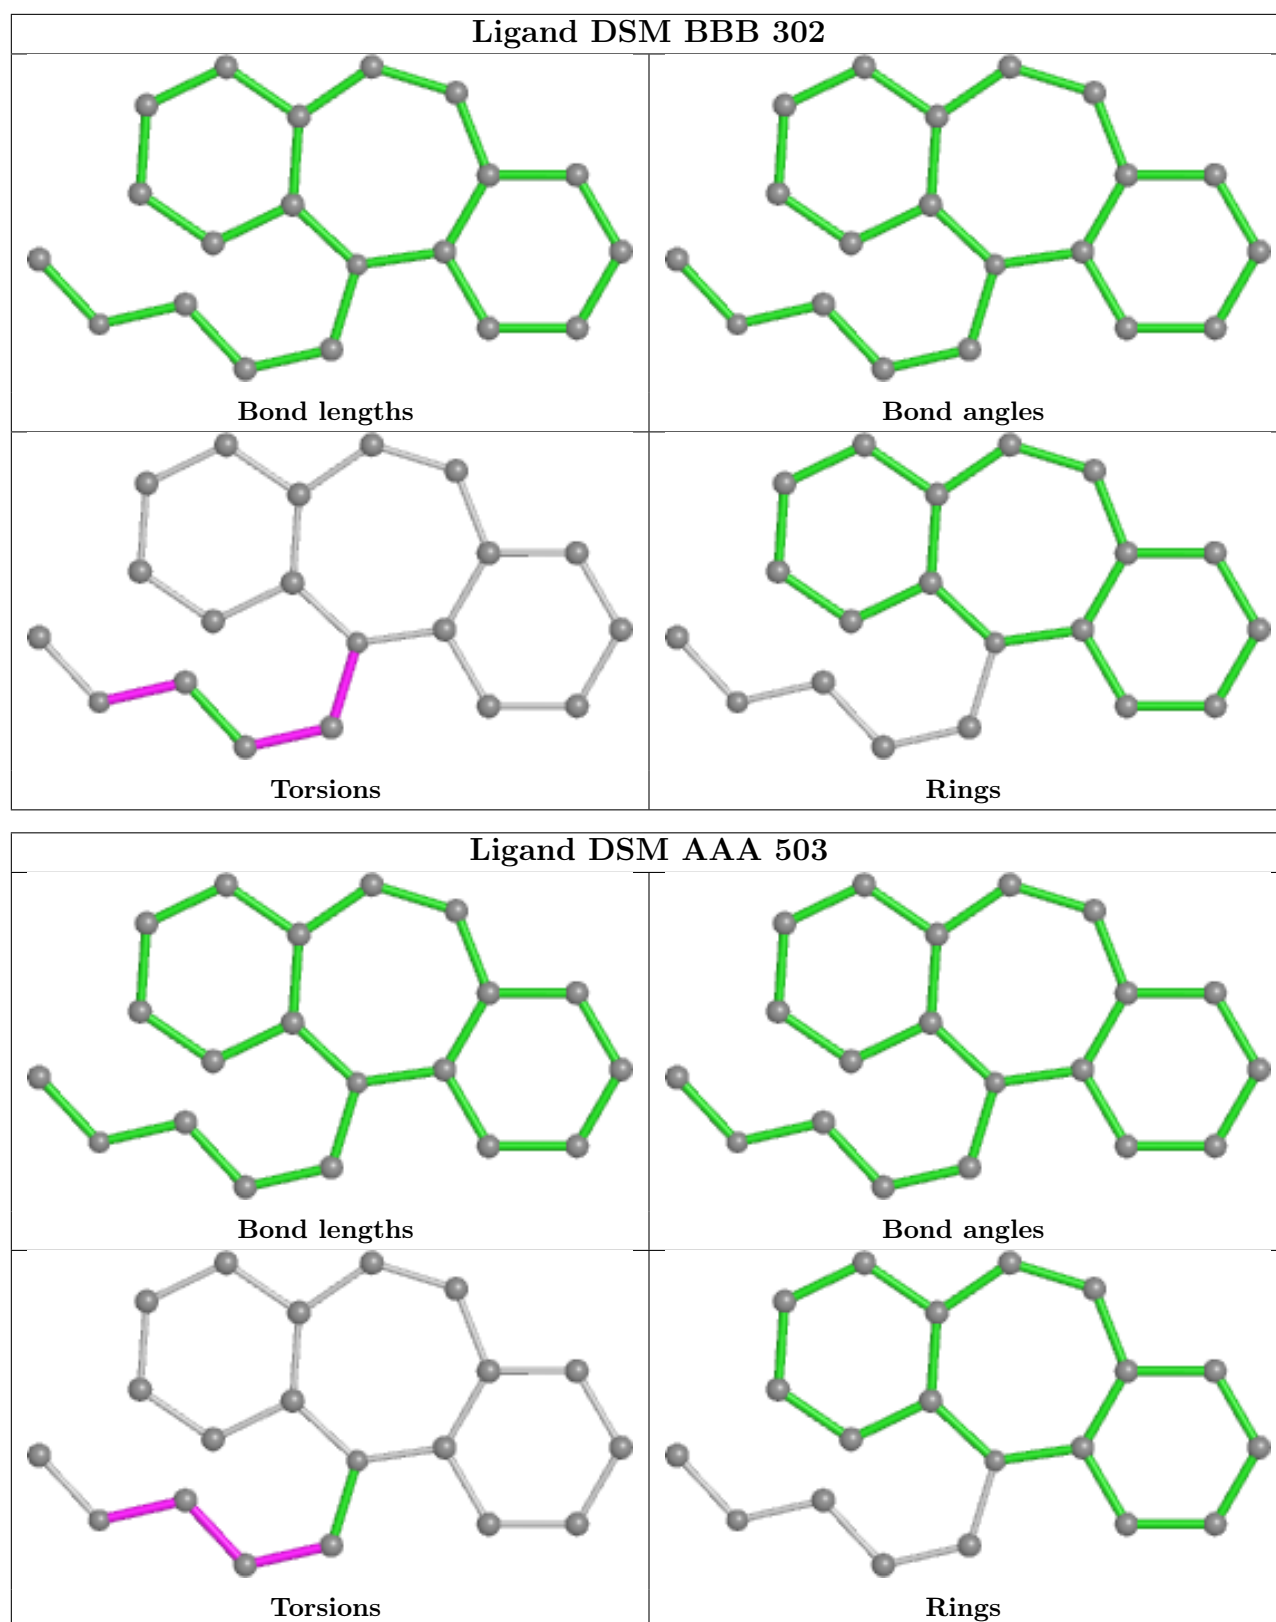 Ligand DSM BBB 302
Bond lengths
Bond angles
Torsions
Rings
Ligand DSM AAA 503
Bond lengths
Bond angles
Torsions
Rings